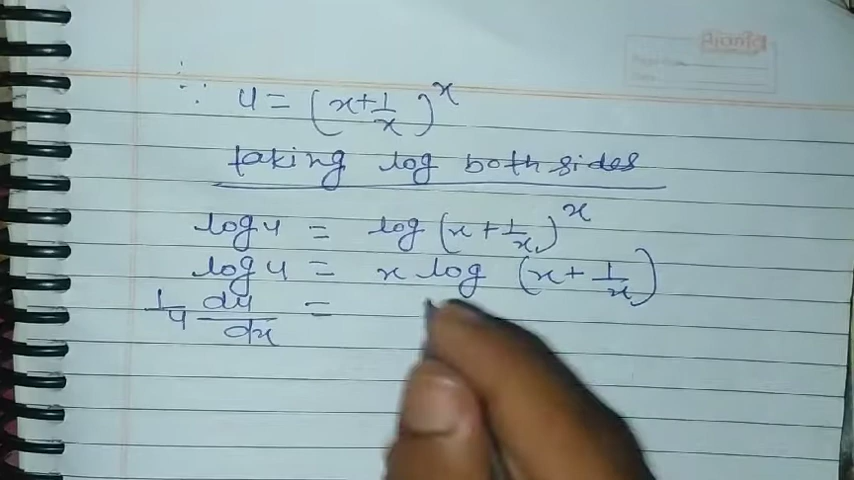 ∵ u = (x+1/x)^x
taking log both sides
log u = log (x+1/x)^x
log u = x log (x+1/x)
1/u du/dx =